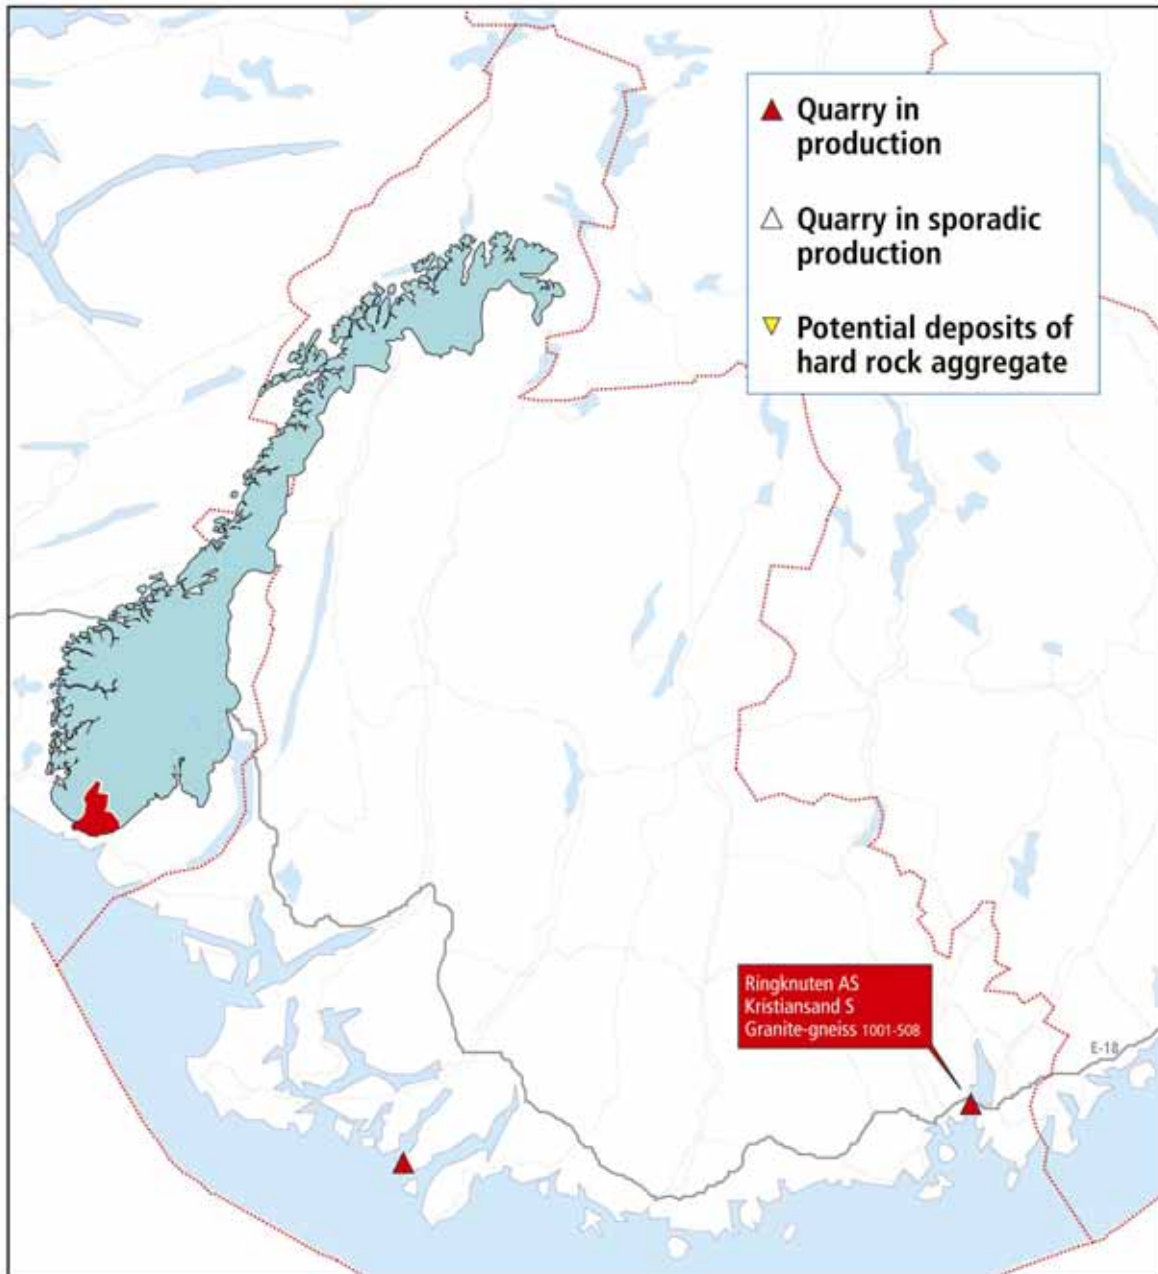 Quarry in
production
Quarry in sporadic
production
Potential deposits of
hard rock aggregate
Ringknuten AS
Kristiansand S
Granite-gneiss 1001-508
E-18